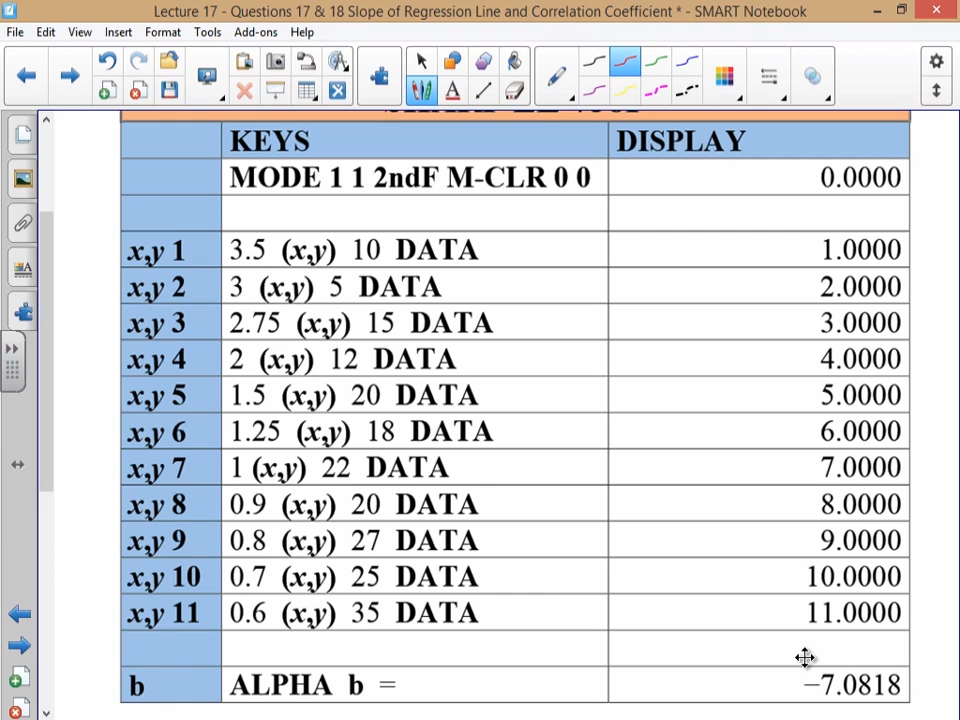 Lecture 17 - Questions 17 & 18 Slope of Regression Line and Correlation Coefficient * - SMART Notebook
File Edit View Insert Format Tools Add-ons Help
KEYS DISPLAY
MODE 1 1 2ndF M-CLR 0 0 0.0000
x,y 1 3.5 (x,y) 10 DATA 1.0000
x,y 2 3 (x,y) 5 DATA 2.0000
x,y 3 2.75 (x,y) 15 DATA 3.0000
x,y 4 2 (x,y) 12 DATA 4.0000
x,y 5 1.5 (x,y) 20 DATA 5.0000
x,y 6 1.25 (x,y) 18 DATA 6.0000
x,y 7 1 (x,y) 22 DATA 7.0000
x,y 8 0.9 (x,y) 20 DATA 8.0000
x,y 9 0.8 (x,y) 27 DATA 9.0000
x,y 10 0.7 (x,y) 25 DATA 10.0000
x,y 11 0.6 (x,y) 35 DATA 11.0000
b ALPHA b = −7.0818